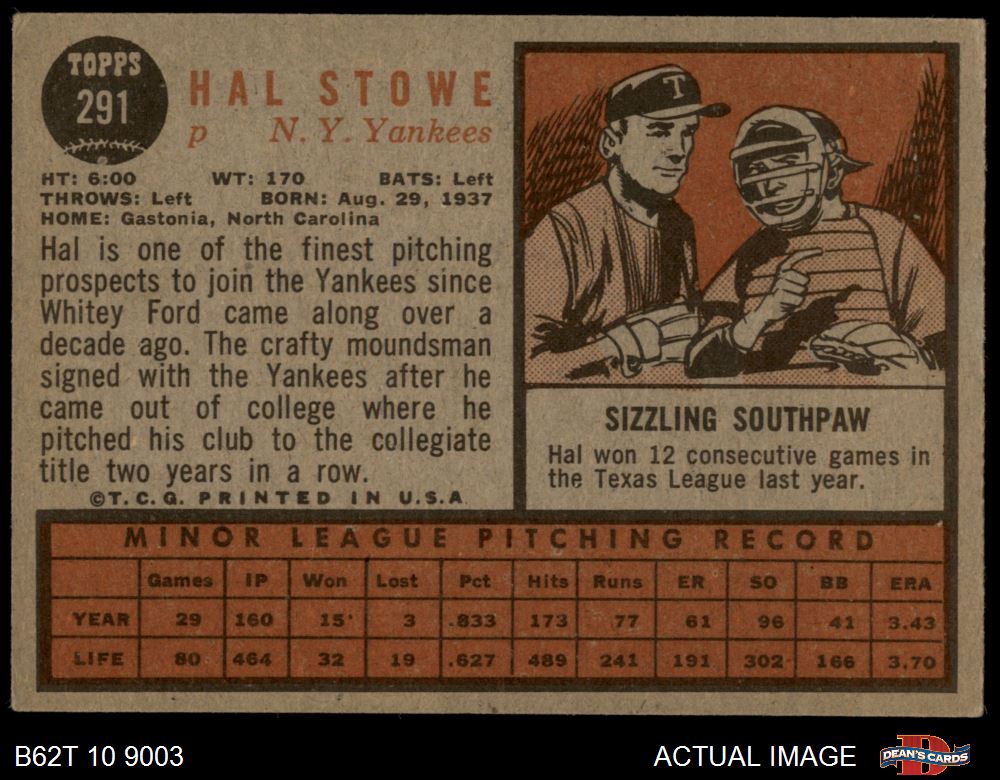 TOPPS
291
HAL STOWE
p N. Y. Yankees
HT: 6:00 WT: 170 BATS: Left
THROWS: Left BORN: Aug. 29, 1937
HOME: Gastonia, North Carolina
Hal is one of the finest pitching
prospects to join the Yankees since
Whitey Ford came along over a
decade ago. The crafty moundsman
signed with the Yankees after he
came out of college where he
pitched his club to the collegiate
title two years in a row.
©T.C.G. PRINTED IN U.S.A
T
SIZZLING SOUTHPAW
Hal won 12 consecutive games in
the Texas League last year.
MINOR LEAGUE PITCHING RECORD
Games IP Won Lost Pct Hits Runs ER SO BB ERA
YEAR 29 160 15 3 .833 173 77 61 96 41 3.43
LIFE 80 464 32 19 .627 489 241 191 302 166 3.70
B62T 10 9003
ACTUAL IMAGE
D
DEAN'S CARDS